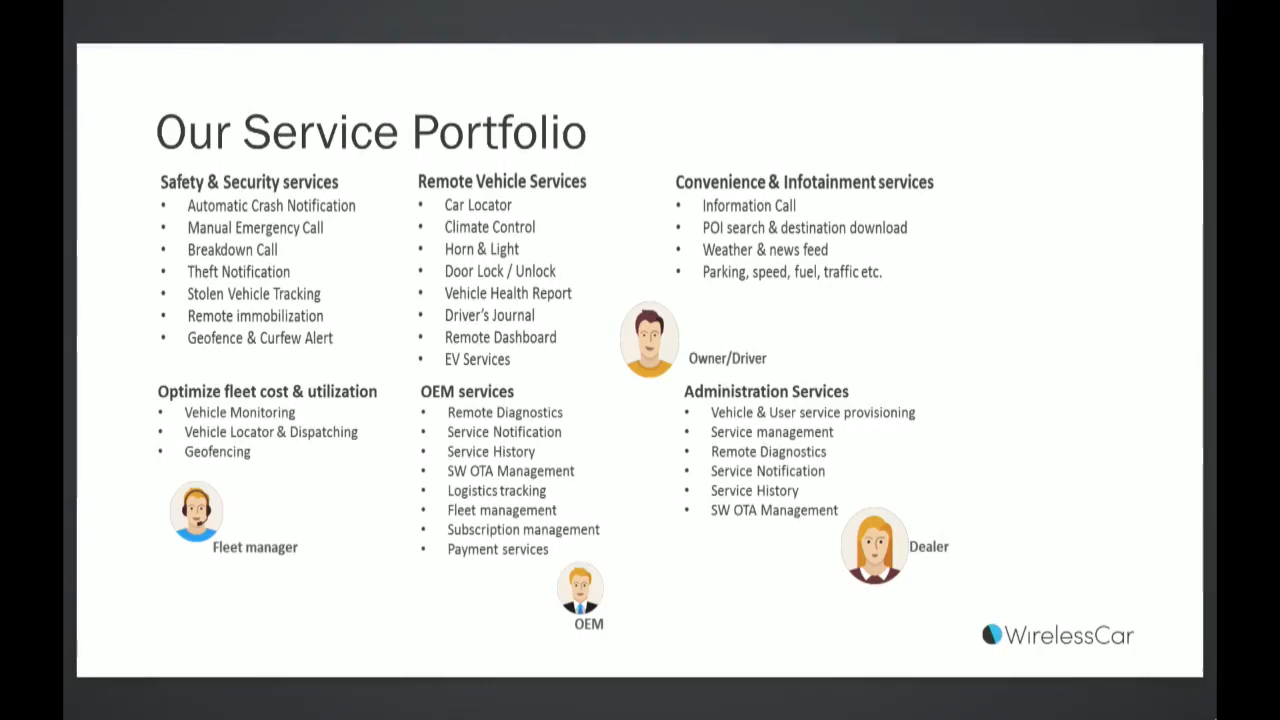 Our Service Portfolio
Safety & Security services
• Automatic Crash Notification
• Manual Emergency Call
• Breakdown Call
• Theft Notification
• Stolen Vehicle Tracking
• Remote immobilization
• Geofence & Curfew Alert
Remote Vehicle Services
• Car Locator
• Climate Control
• Horn & Light
• Door Lock / Unlock
• Vehicle Health Report
• Driver's Journal
• Remote Dashboard
• EV Services
Convenience & Infotainment services
• Information Call
• POI search & destination download
• Weather & news feed
• Parking, speed, fuel, traffic etc.
Owner/Driver
Optimize fleet cost & utilization
• Vehicle Monitoring
• Vehicle Locator & Dispatching
• Geofencing
Fleet manager
OEM services
• Remote Diagnostics
• Service Notification
• Service History
• SW OTA Management
• Logistics tracking
• Fleet management
• Subscription management
• Payment services
OEM
Administration Services
• Vehicle & User service provisioning
• Service management
• Remote Diagnostics
• Service Notification
• Service History
• SW OTA Management
Dealer
WirelessCar